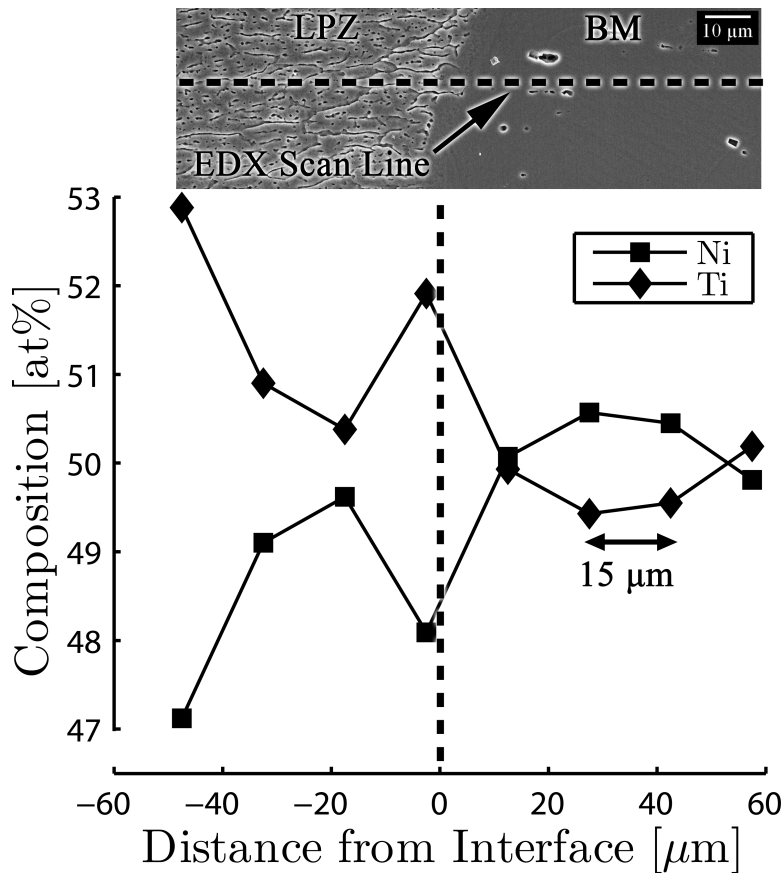 LPZ
BM
10 μm
EDX Scan Line
53
52
51
50
49
48
47
Composition [at%]
Ni
Ti
15 μm
−60
−40
−20
0
20
40
60
Distance from Interface [μm]